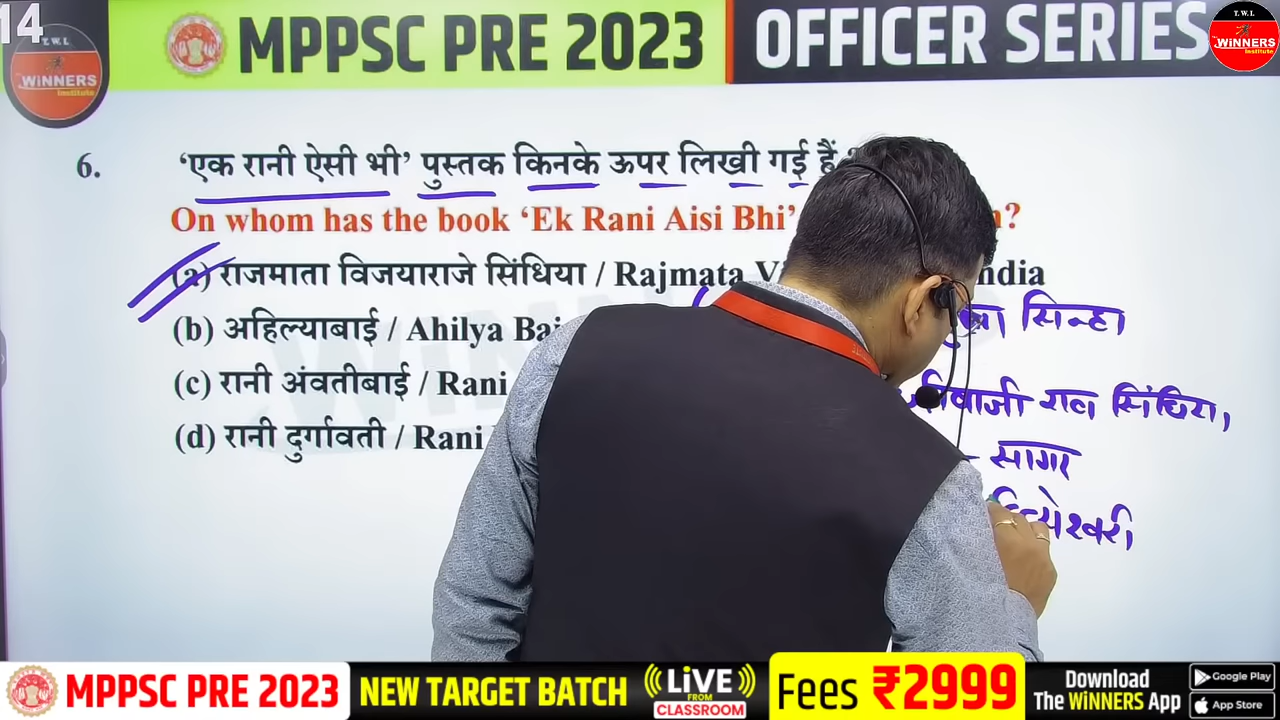 14
MPPSC PRE 2023
OFFICER SERIES
T.W.I.
WiNNERS
Institute
T.W.I.
WiNNERS
Institute
6. ‘एक रानी ऐसी भी’ पुस्तक किनके ऊपर लिखी गई हैं
On whom has the book ‘Ek Rani Aisi Bhi’
(a) राजमाता विजयाराजे सिंधिया / Rajmata
सिन्हा
(b) अहिल्याबाई / Ahilya Bai
राव सिंधिया,
(c) रानी अंवतीबाई / Rani
- सागर
(d) रानी दुर्गावती / Rani
MPPSC PRE 2023
NEW TARGET BATCH
LiVE
FROM
CLASSROOM
Fees ₹2999
Download
The WiNNERS App
Google Play
App Store